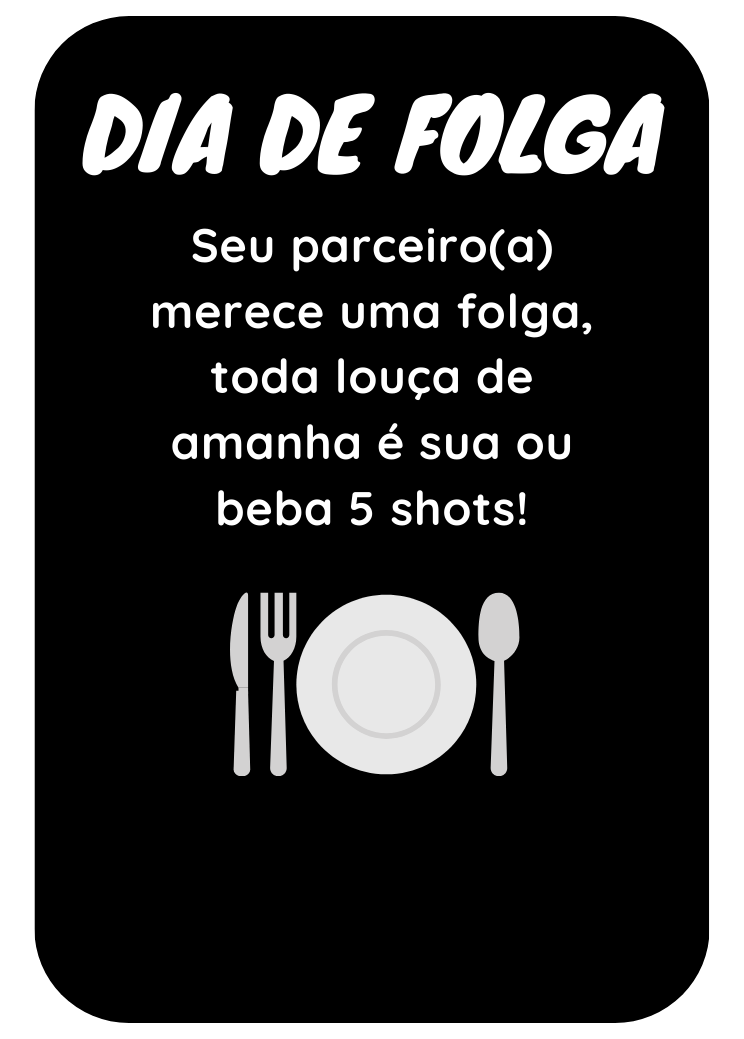 DIA DE FOLGA
Seu parceiro(a)
merece uma folga,
toda louça de
amanha é sua ou
beba 5 shots!